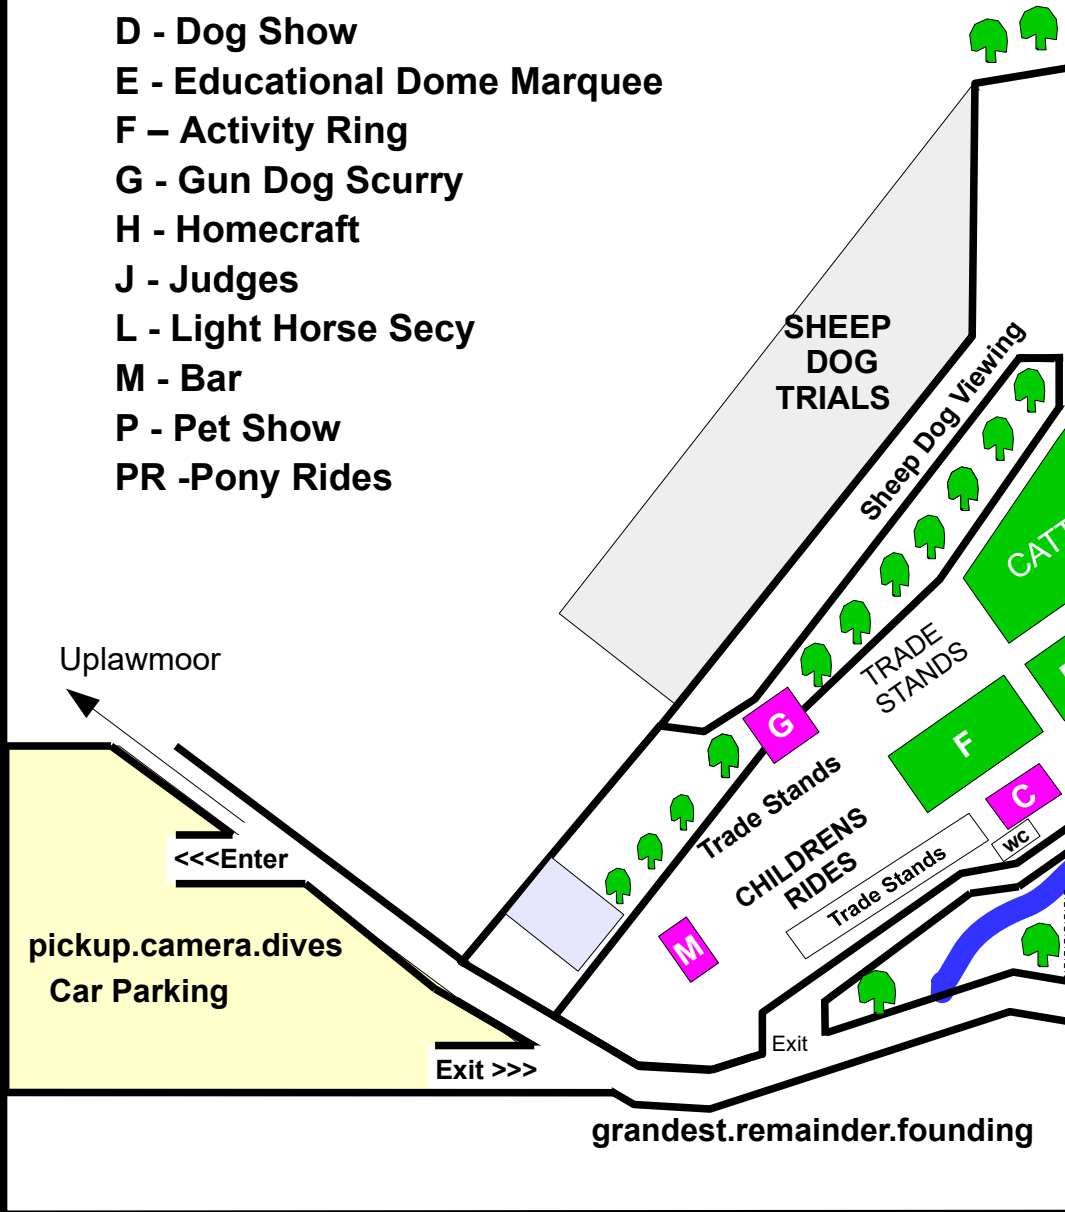 D - Dog Show
E - Educational Dome Marquee
F – Activity Ring
G - Gun Dog Scurry
H - Homecraft
J - Judges
L - Light Horse Secy
M - Bar
P - Pet Show
PR -Pony Rides
SHEEP
DOG
TRIALS
Sheep Dog Viewing
TRADE
STANDS
Uplawmoor
G
F
C
wc
Trade Stands
CHILDRENS
RIDES
Trade Stands
M
<<<Enter
pickup.camera.dives
Car Parking
Exit
Exit >>>
grandest.remainder.founding